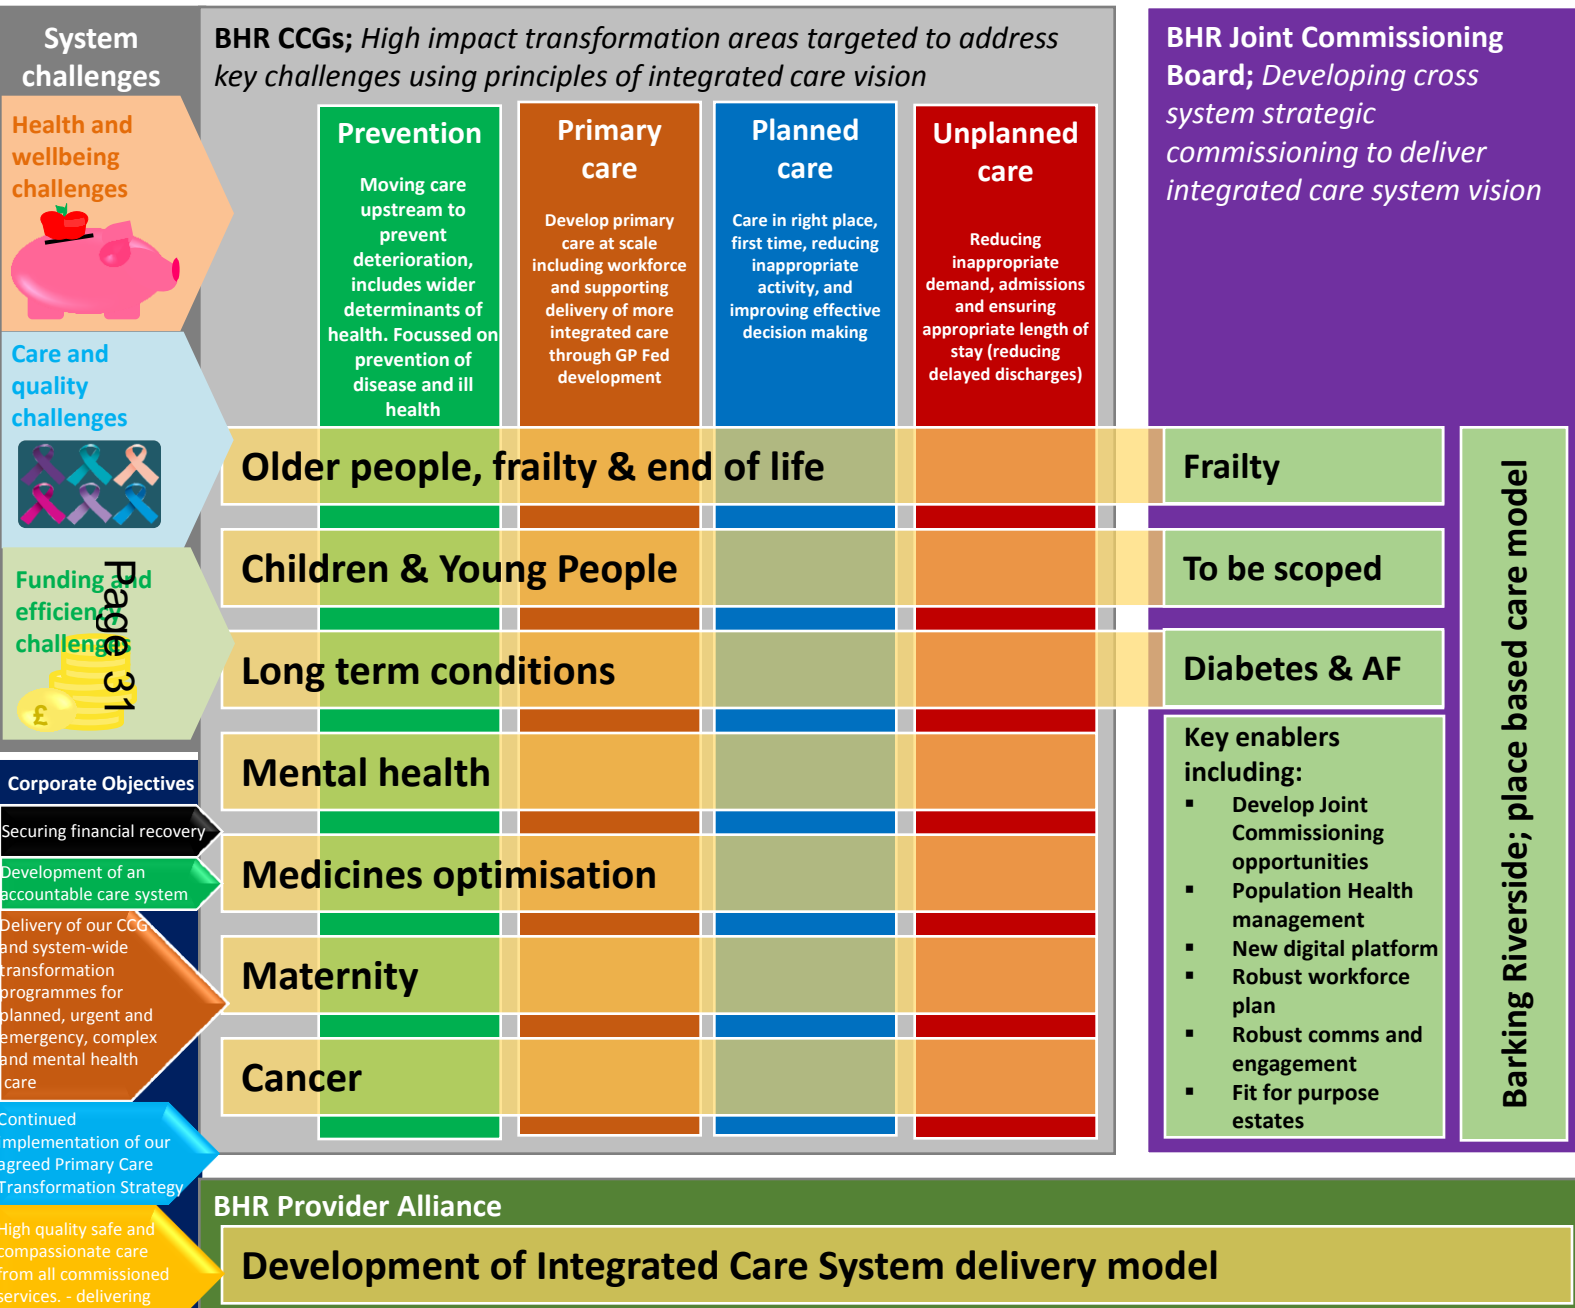 System
challenges
Health and
wellbeing
challenges
Care and
quality
challenges
Funding and
efficiency
challenges
£
Page 31
Corporate Objectives
Securing financial recovery
Development of an
accountable care system
Delivery of our CCG
and system-wide
transformation
programmes for
planned, urgent and
emergency, complex
and mental health
care
Continued
implementation of our
agreed Primary Care
Transformation Strategy
High quality safe and
compassionate care
from all commissioned
services. - delivering
BHR CCGs; High impact transformation areas targeted to address
key challenges using principles of integrated care vision
Prevention
Moving care
upstream to
prevent
deterioration,
includes wider
determinants of
health. Focussed on
prevention of
disease and ill
health
Primary
care
Develop primary
care at scale
including workforce
and supporting
delivery of more
integrated care
through GP Fed
development
Planned
care
Care in right place,
first time, reducing
inappropriate
activity, and
improving effective
decision making
Unplanned
care
Reducing
inappropriate
demand, admissions
and ensuring
appropriate length of
stay (reducing
delayed discharges)
Older people, frailty & end of life
Children & Young People
Long term conditions
Mental health
Medicines optimisation
Maternity
Cancer
BHR Joint Commissioning
Board; Developing cross
system strategic
commissioning to deliver
integrated care system vision
Frailty
To be scoped
Diabetes & AF
Key enablers
including:
▪ Develop Joint
Commissioning
opportunities
▪ Population Health
management
▪ New digital platform
▪ Robust workforce
plan
▪ Robust comms and
engagement
▪ Fit for purpose
estates
Barking Riverside; place based care model
BHR Provider Alliance
Development of Integrated Care System delivery model